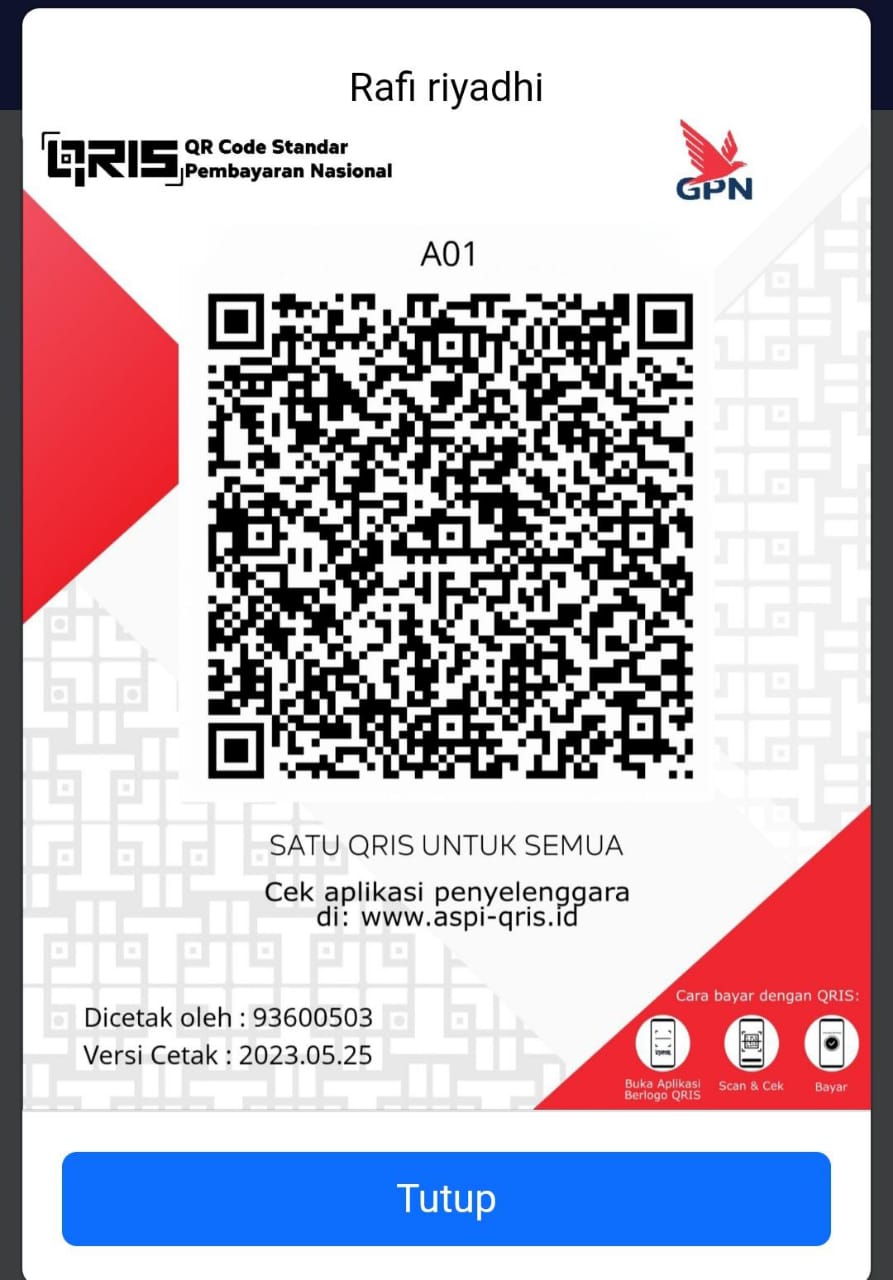 Rafi riyadhi
QRIS QR Code Standar
Pembayaran Nasional
GPN
A01
SATU QRIS UNTUK SEMUA
Cek aplikasi penyelenggara
di: www.aspi-qris.id
Dicetak oleh : 93600503
Versi Cetak : 2023.05.25
Cara bayar dengan QRIS:
Buka Aplikasi
Berlogo QRIS
Scan & Cek
Bayar
Tutup